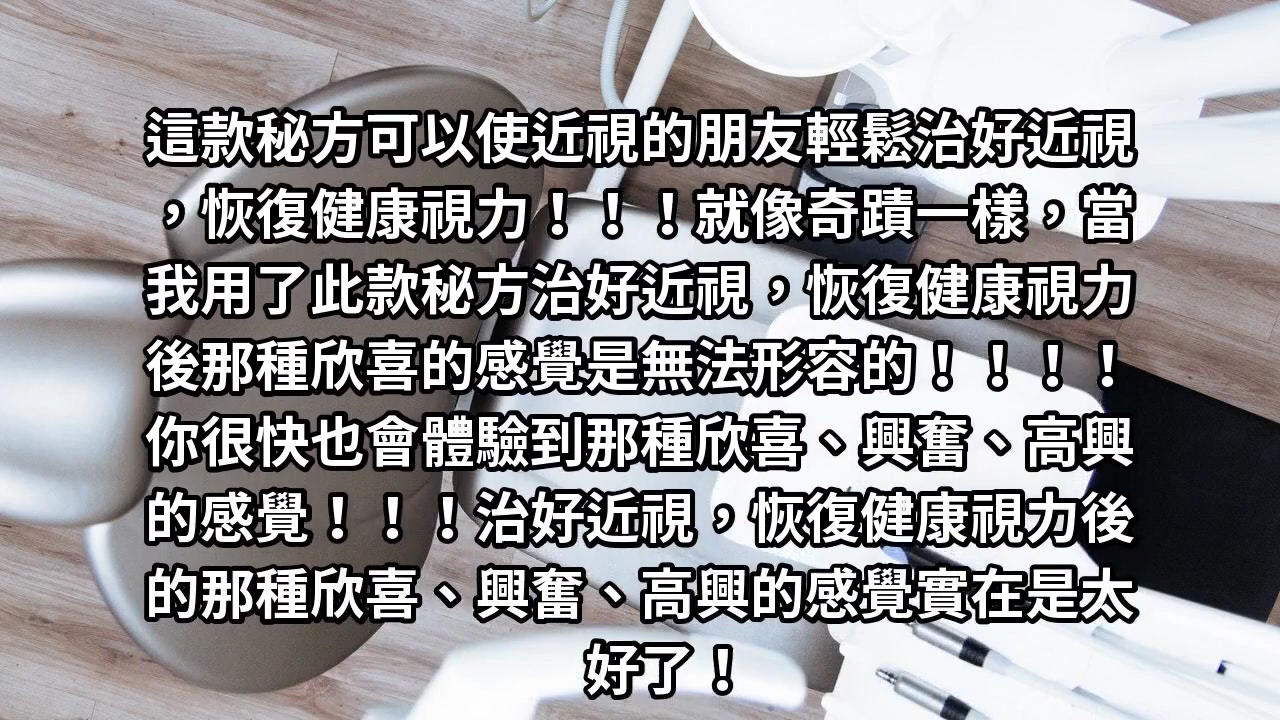 這款秘方可以使近視的朋友輕鬆治好近視
，恢復健康視力！！！就像奇蹟一樣，當
我用了此款秘方治好近視，恢復健康視力
後那種欣喜的感覺是無法形容的！！！！
你很快也會體驗到那種欣喜、興奮、高興
的感覺！！！治好近視，恢復健康視力後
的那種欣喜、興奮、高興的感覺實在是太
好了！